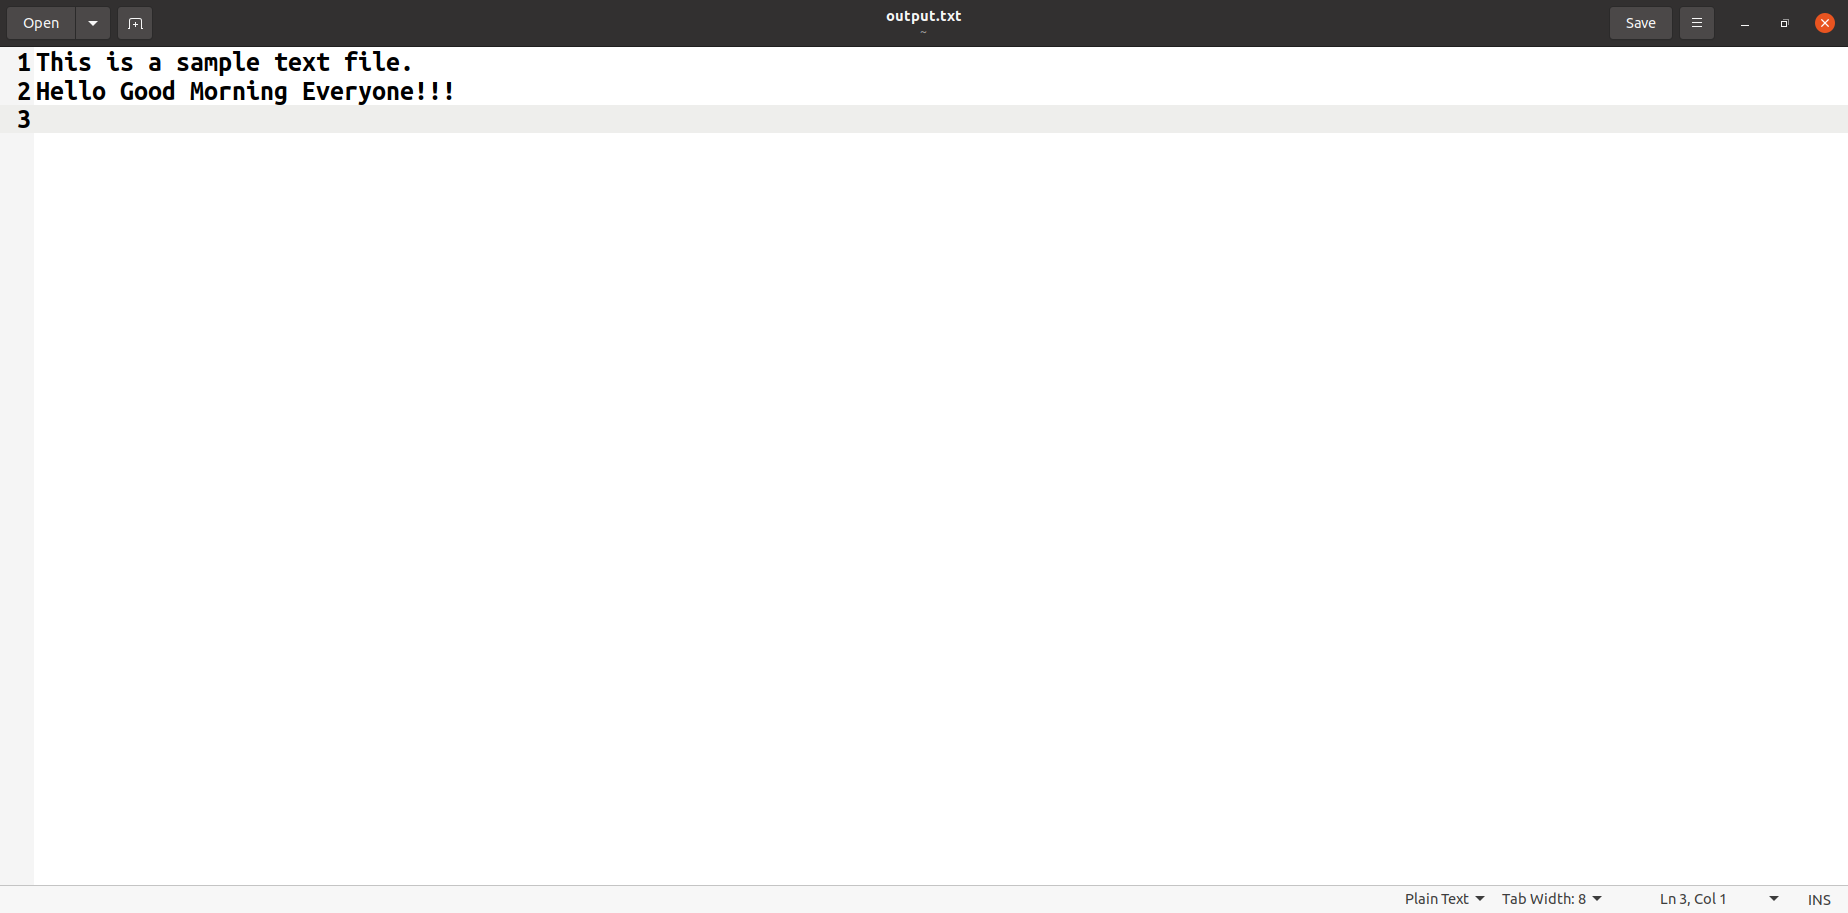 Open
output.txt
~
Save
1 This is a sample text file.
2 Hello Good Morning Everyone!!!
3
Plain Text Tab Width: 8 Ln 3, Col 1 INS